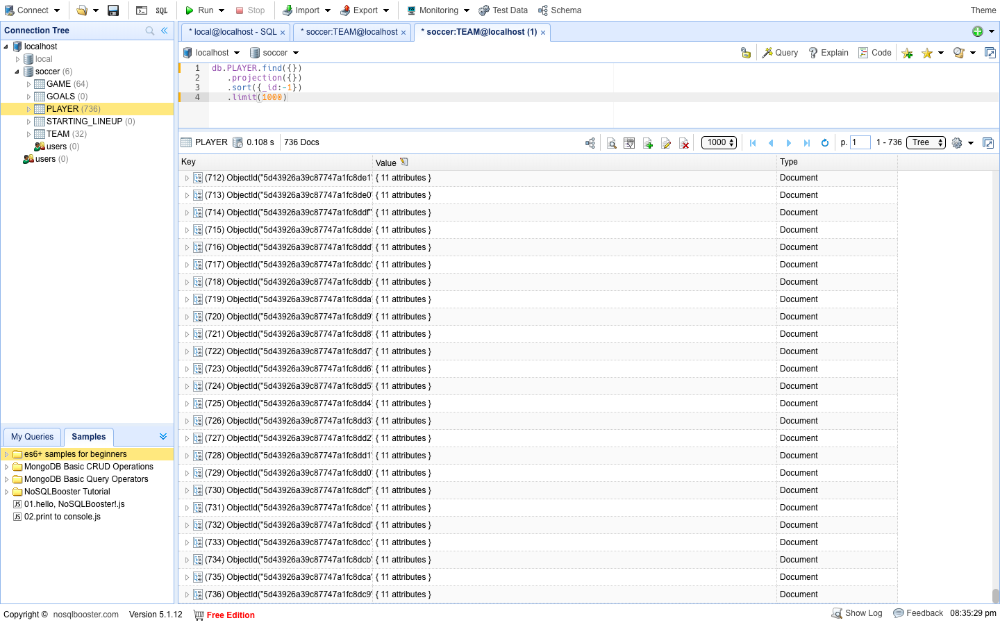 Connect Run Stop Import Export Monitoring Test Data Schema Theme
Connection Tree
localhost
local
soccer (6)
GAME (64)
GOALS (0)
PLAYER (736)
STARTING_LINEUP (0)
TEAM (32)
users (0)
users (0)
My Queries Samples
es6+ samples for beginners
MongoDB Basic CRUD Operations
MongoDB Basic Query Operators
NoSQLBooster Tutorial
01.hello, NoSQLBooster!.js
02.print to console.js
* local@localhost - SQL × * soccer:TEAM@localhost × * soccer:TEAM@localhost (1) ×
localhost soccer Query Explain Code
1 db.PLAYER.find({})
2 .projection({})
3 .sort({_id:-1})
4 .limit(1000)
PLAYER 0.108 s 736 Docs 1000 p. 1 1 - 736 Tree
Key Value Type
(712) ObjectId("5d43926a39c87747a1fc8de1" { 11 attributes } Document
(713) ObjectId("5d43926a39c87747a1fc8de0" { 11 attributes } Document
(714) ObjectId("5d43926a39c87747a1fc8ddf" { 11 attributes } Document
(715) ObjectId("5d43926a39c87747a1fc8dde" { 11 attributes } Document
(716) ObjectId("5d43926a39c87747a1fc8ddd" { 11 attributes } Document
(717) ObjectId("5d43926a39c87747a1fc8ddc" { 11 attributes } Document
(718) ObjectId("5d43926a39c87747a1fc8ddb" { 11 attributes } Document
(719) ObjectId("5d43926a39c87747a1fc8dda" { 11 attributes } Document
(720) ObjectId("5d43926a39c87747a1fc8dd9" { 11 attributes } Document
(721) ObjectId("5d43926a39c87747a1fc8dd8" { 11 attributes } Document
(722) ObjectId("5d43926a39c87747a1fc8dd7" { 11 attributes } Document
(723) ObjectId("5d43926a39c87747a1fc8dd6" { 11 attributes } Document
(724) ObjectId("5d43926a39c87747a1fc8dd5" { 11 attributes } Document
(725) ObjectId("5d43926a39c87747a1fc8dd4" { 11 attributes } Document
(726) ObjectId("5d43926a39c87747a1fc8dd3" { 11 attributes } Document
(727) ObjectId("5d43926a39c87747a1fc8dd2" { 11 attributes } Document
(728) ObjectId("5d43926a39c87747a1fc8dd1" { 11 attributes } Document
(729) ObjectId("5d43926a39c87747a1fc8dd0" { 11 attributes } Document
(730) ObjectId("5d43926a39c87747a1fc8dcf" { 11 attributes } Document
(731) ObjectId("5d43926a39c87747a1fc8dce" { 11 attributes } Document
(732) ObjectId("5d43926a39c87747a1fc8dcd" { 11 attributes } Document
(733) ObjectId("5d43926a39c87747a1fc8dcc" { 11 attributes } Document
(734) ObjectId("5d43926a39c87747a1fc8dcb" { 11 attributes } Document
(735) ObjectId("5d43926a39c87747a1fc8dca" { 11 attributes } Document
(736) ObjectId("5d43926a39c87747a1fc8dc9" { 11 attributes } Document
Copyright © nosqlbooster.com Version 5.1.12 Free Edition Show Log Feedback 08:35:29 pm